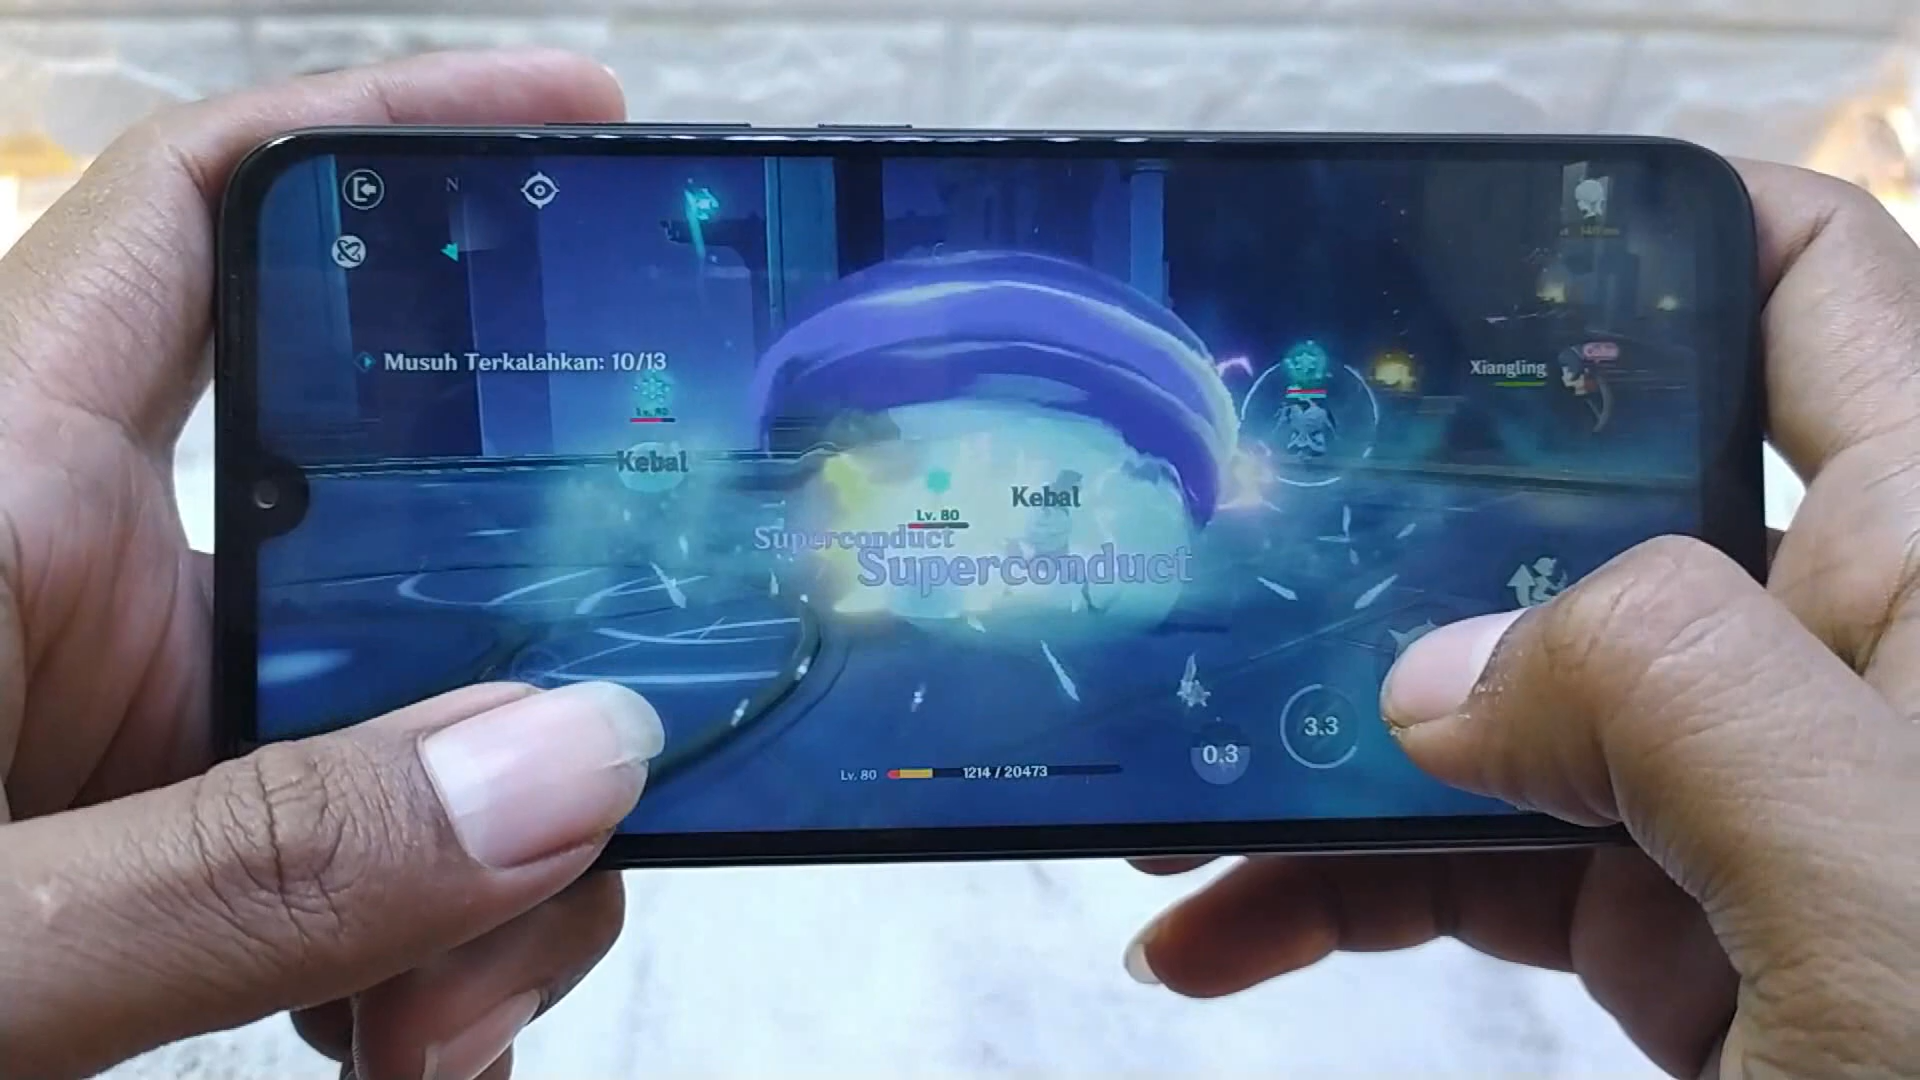 N
Musuh Terkalahkan: 10/13
Xiangling
Lv. 80
Kebal
Lv. 80
Kebal
Superconduct
Superconduct
3.3
0.3
Lv. 80
1214 / 20473